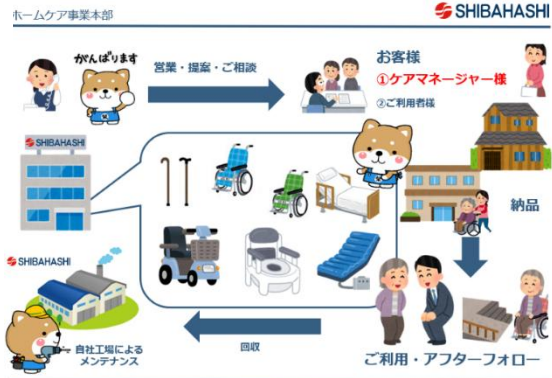 ホームケア事業本部
SHIBAHASHI
がんばります
営業・提案・ご相談
お客様
①ケアマネージャー様
②ご利用者様
SHIBAHASHI
納品
SHIBAHASHI
自社工場による
メンテナンス
回収
ご利用・アフターフォロー